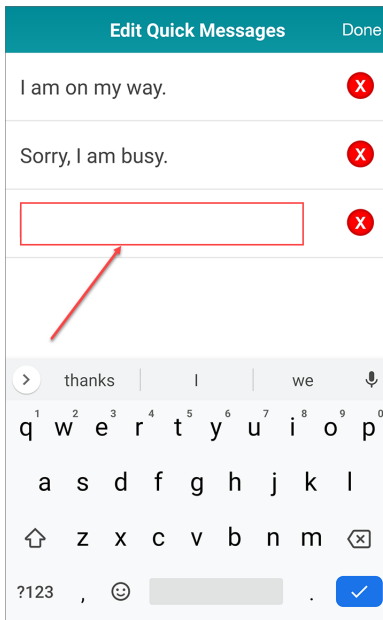 Edit Quick Messages Done
I am on my way. X
Sorry, I am busy. X
X
thanks I we
1 2 3 4 5 6 7 8 9 0
q w e r t y u i o p
a s d f g h j k l
z x c v b n m
?123 , .